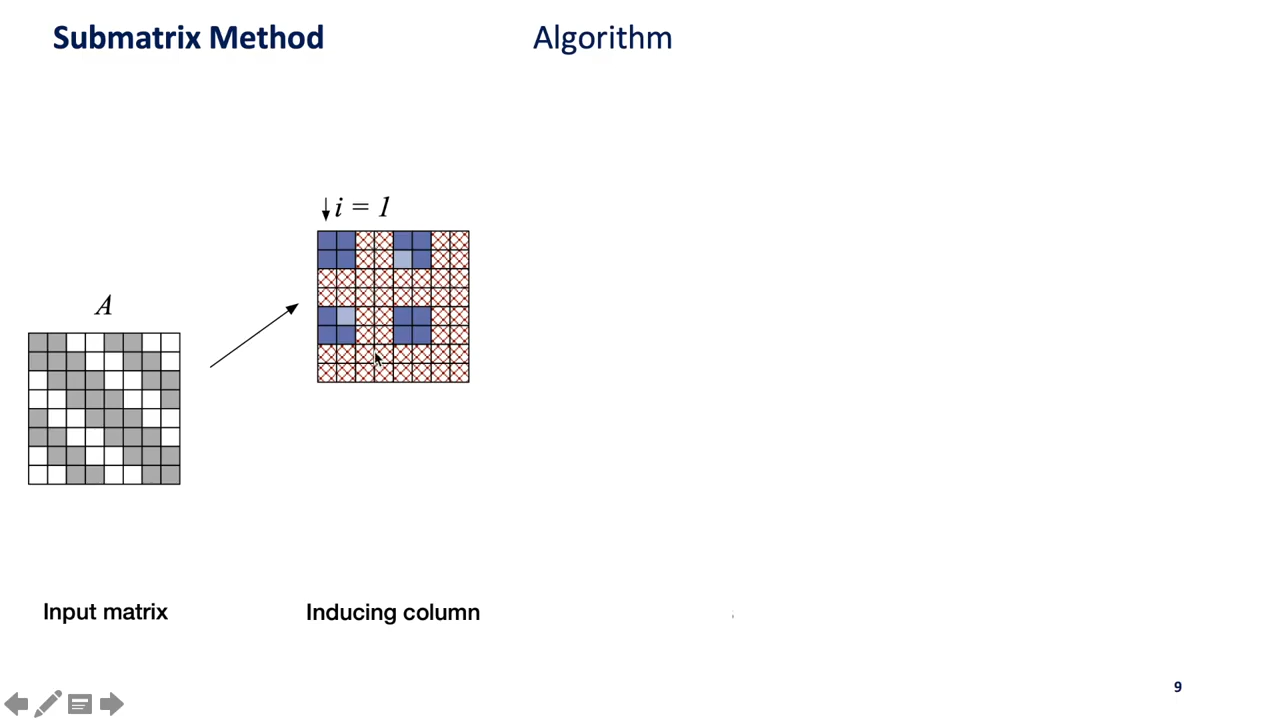 Submatrix Method
Algorithm
↓i = 1
A
Input matrix
Inducing column
9